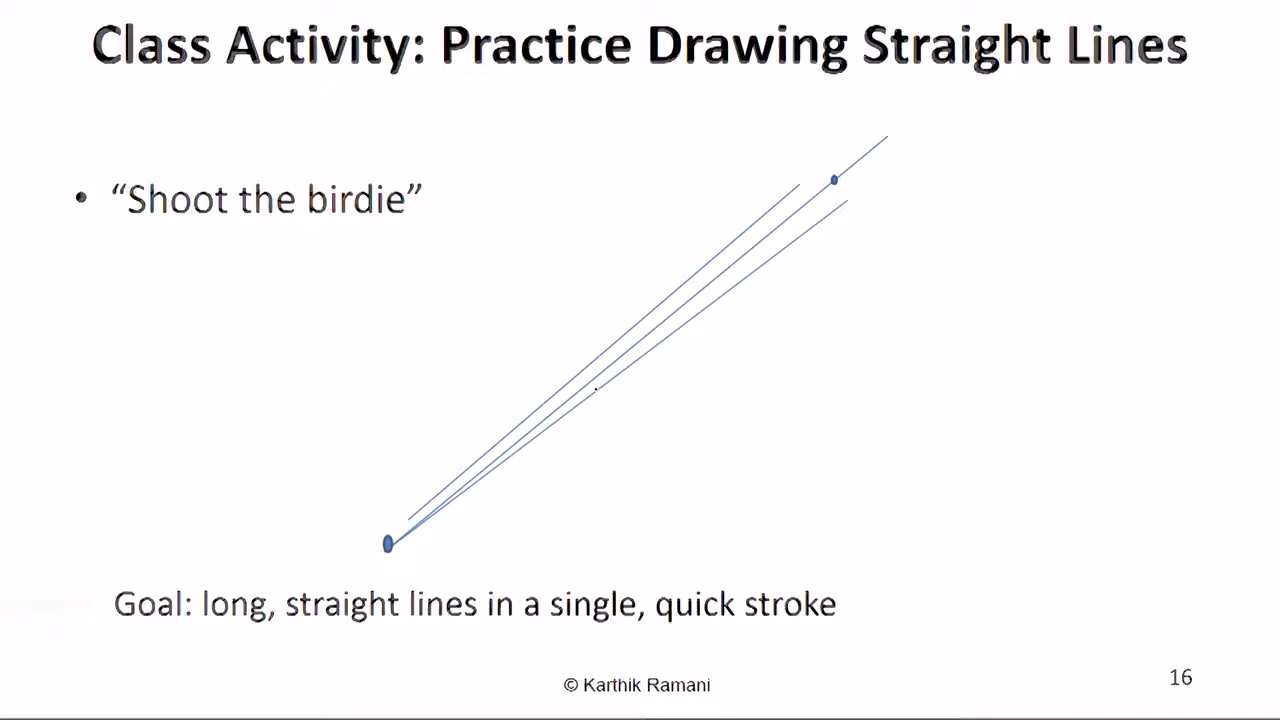 Class Activity: Practice Drawing Straight Lines
• “Shoot the birdie”
Goal: long, straight lines in a single, quick stroke
© Karthik Ramani
16